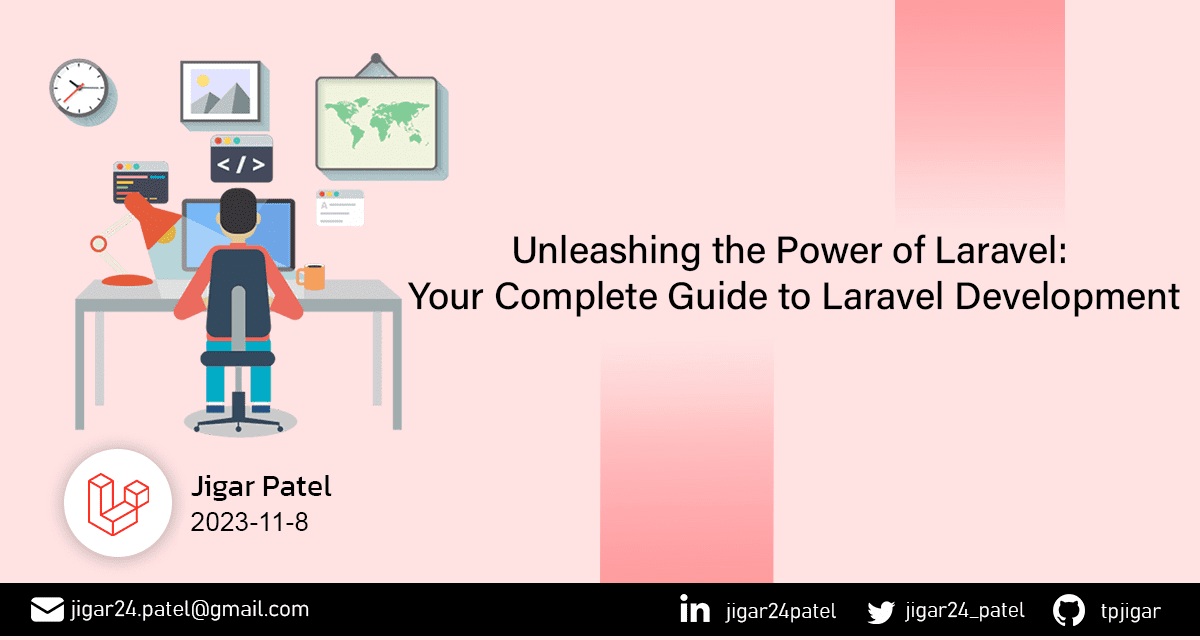 </>
A
Unleashing the Power of Laravel:
Your Complete Guide to Laravel Development
Jigar Patel
2023-11-8
jigar24.patel@gmail.com
in jigar24patel
jigar24_patel
tpjigar